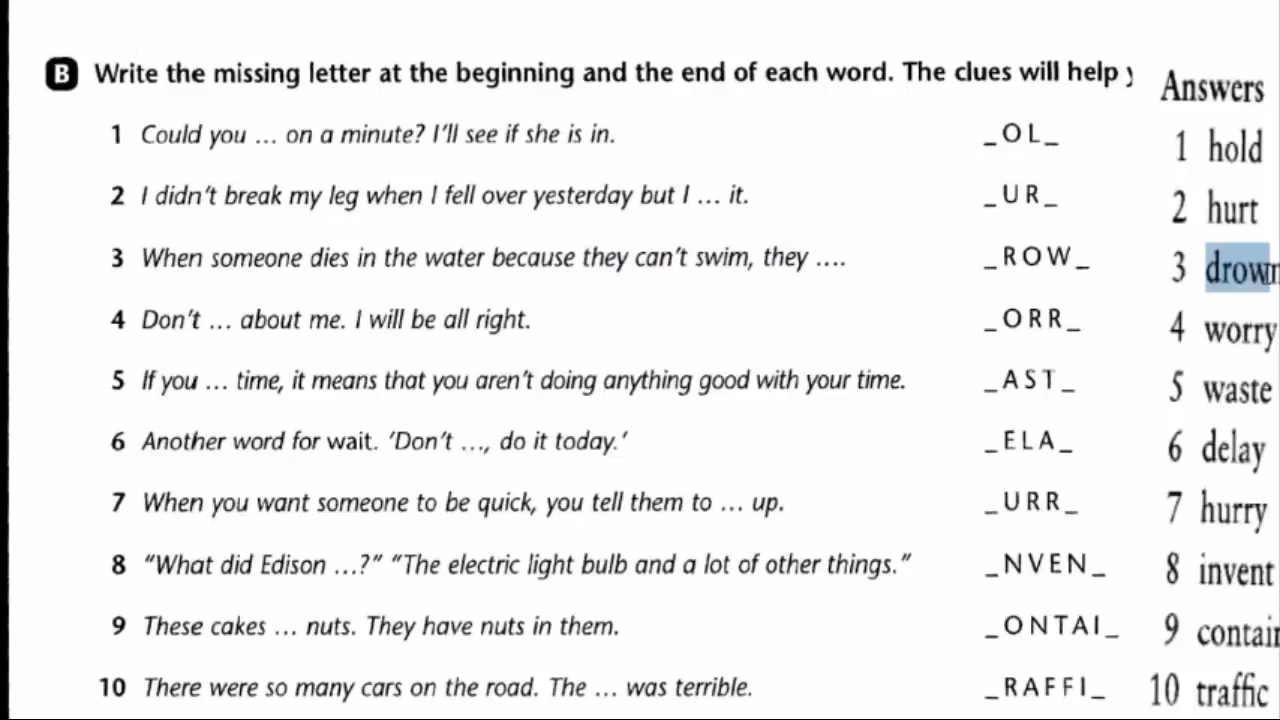 B Write the missing letter at the beginning and the end of each word. The clues will help
Answers
1 Could you ... on a minute? I'll see if she is in. _OL_
1 hold
2 I didn't break my leg when I fell over yesterday but I ... it. _UR_
2 hurt
3 When someone dies in the water because they can't swim, they .... _ROW_
3 drown
4 Don't ... about me. I will be all right. _ORR_
4 worry
5 If you ... time, it means that you aren't doing anything good with your time. _AST_
5 waste
6 Another word for wait. 'Don't ..., do it today.' _ELA_
6 delay
7 When you want someone to be quick, you tell them to ... up. _URR_
7 hurry
8 "What did Edison ...?" "The electric light bulb and a lot of other things." _NVEN_
8 invent
9 These cakes ... nuts. They have nuts in them. _ONTAI_
9 contain
10 There were so many cars on the road. The ... was terrible. _RAFFI_
10 traffic